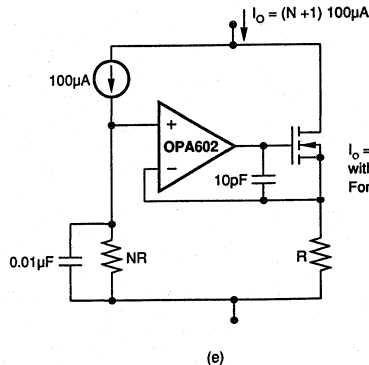 I_O = (N +1) 100µA
100µA
+
OPA602
−
10pF
I_O =
with
For
0.01µF
NR
R
(e)